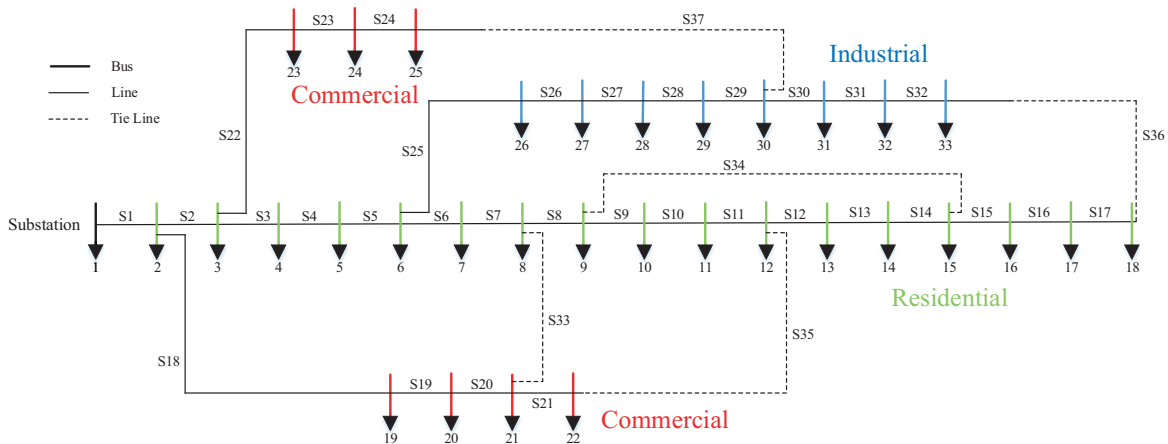 S23 S24 S37
Bus
Line
Tie Line
23 24 25
Commercial
Industrial
S26 S27 S28 S29 S30 S31 S32
26 27 28 29 30 31 32 33
S22
S25
S36
S34
Substation
S1 S2 S3 S4 S5 S6 S7 S8 S9 S10 S11 S12 S13 S14 S15 S16 S17
1 2 3 4 5 6 7 8 9 10 11 12 13 14 15 16 17 18
Residential
S33
S35
S18
S19 S20 S21
19 20 21 22
Commercial